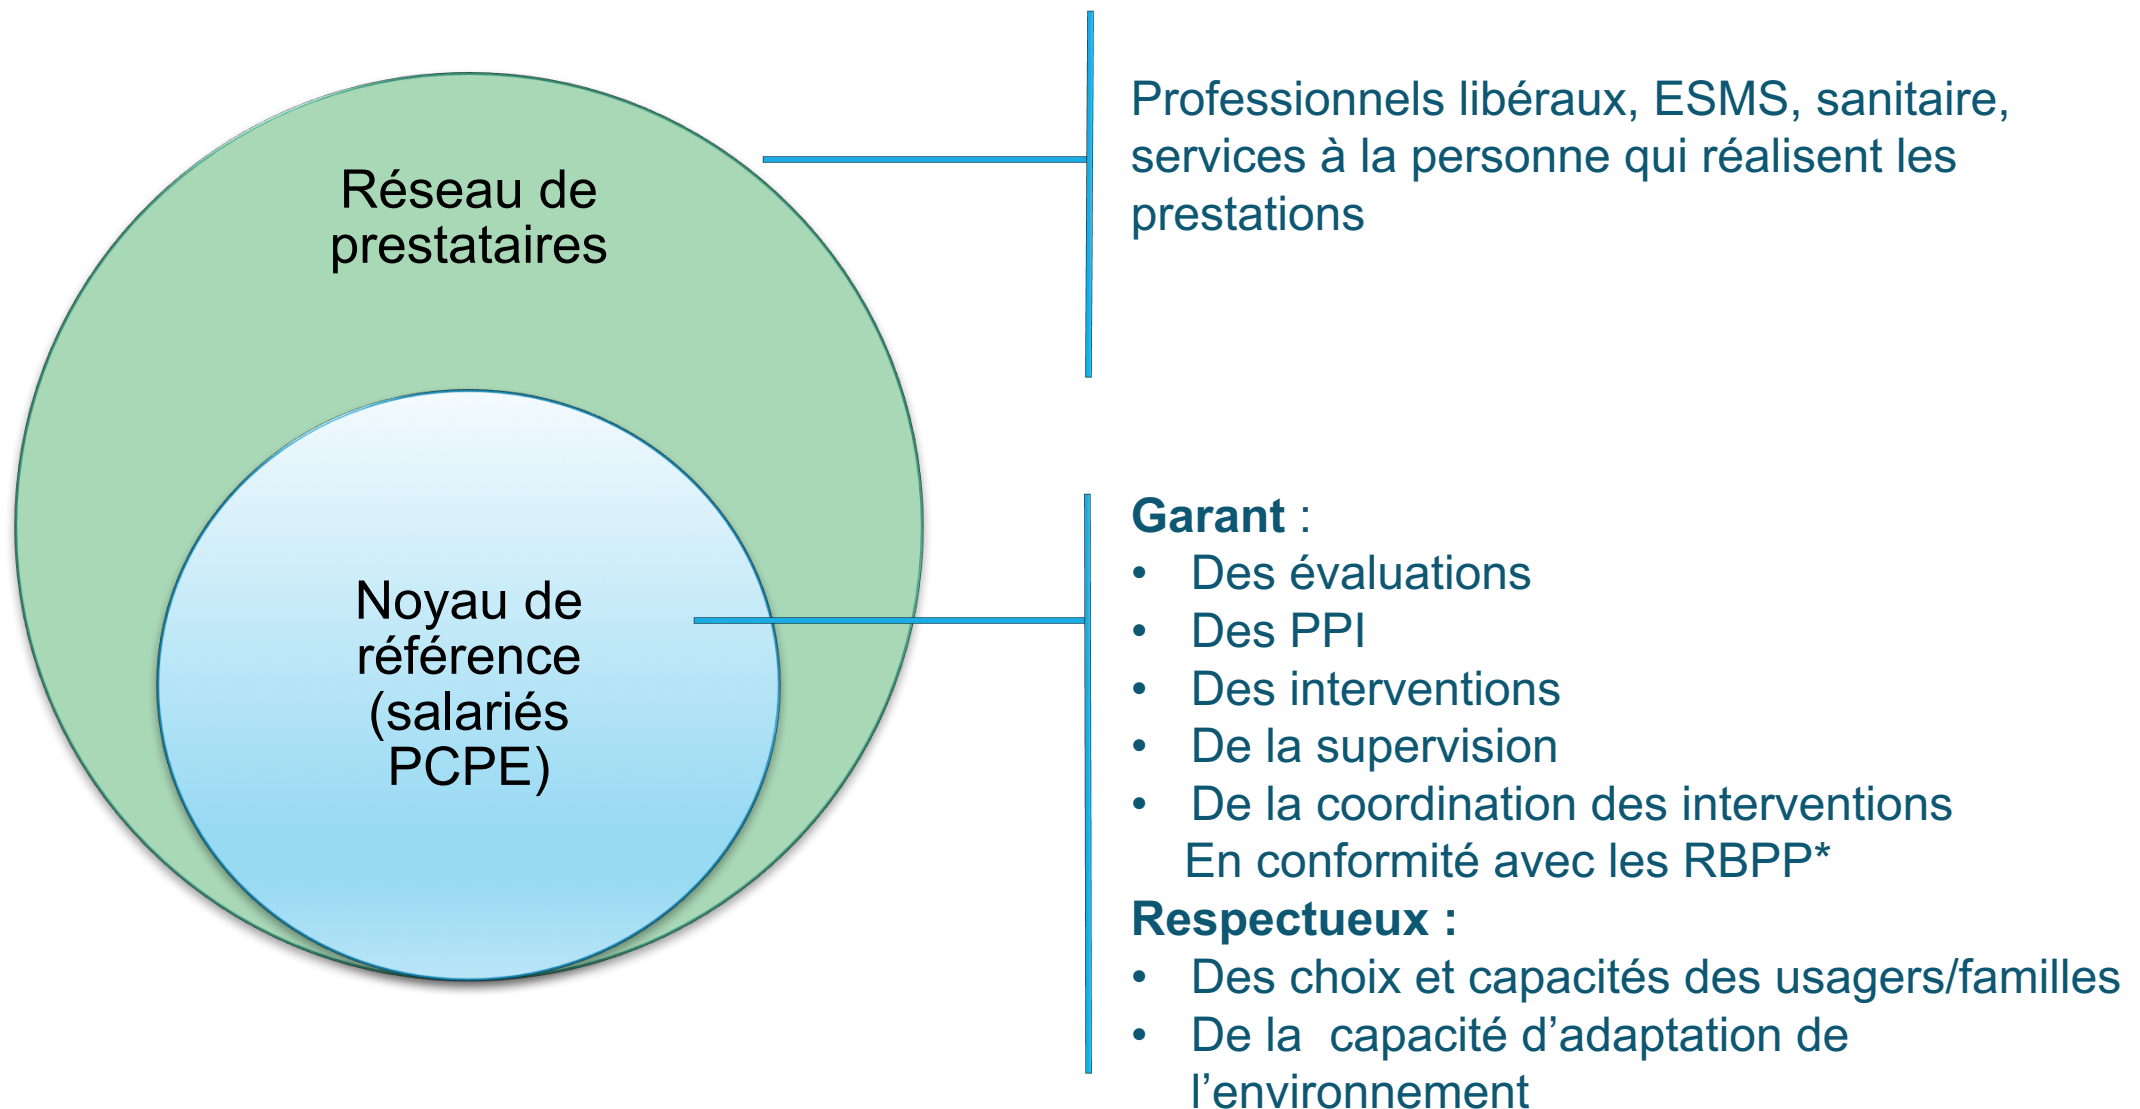 Réseau de
prestataires
Noyau de
référence
(salariés
PCPE)
Professionnels libéraux, ESMS, sanitaire,
services à la personne qui réalisent les
prestations
Garant :
• Des évaluations
• Des PPI
• Des interventions
• De la supervision
• De la coordination des interventions
En conformité avec les RBPP*
Respectueux :
• Des choix et capacités des usagers/familles
• De la  capacité d’adaptation de
l’environnement